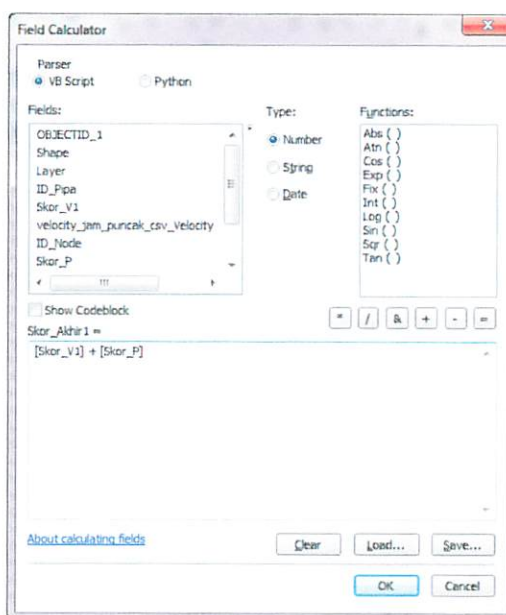 Field Calculator
Parser
VB Script Python
Fields: Type: Functions:
OBJECTID_1
Shape
Layer
ID_Pipa
Skor_V1
velocity_jam_puncak_csv_Velocity
ID_Node
Skor_P
Number
String
Date
Abs ( )
Atn ( )
Cos ( )
Exp ( )
Fix ( )
Int ( )
Log ( )
Sin ( )
Sqr ( )
Tan ( )
Show Codeblock
* / & + - =
Skor_Akhir1 =
[Skor_V1] + [Skor_P]
About calculating fields Clear Load... Save...
OK Cancel